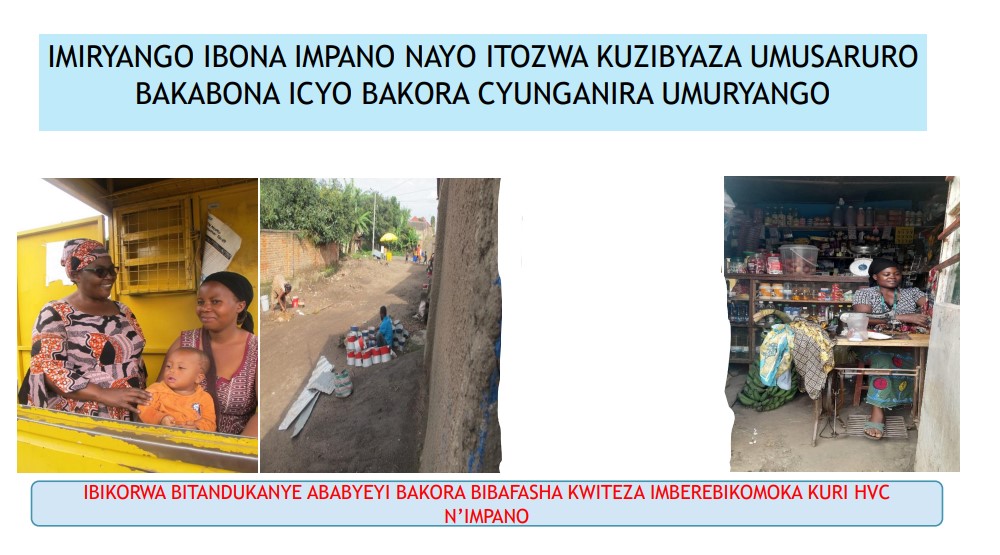 IMIRYANGO IBONA IMPANO NAYO ITOZWA KUZIBYAZA UMUSARURO
BAKABONA ICYO BAKORA CYUNGANIRA UMURYANGO
IBIKORWA BITANDUKANYE ABABYEYI BAKORA BIBAFASHA KWITEZA IMBEREBIKOMOKA KURI HVC
N'IMPANO